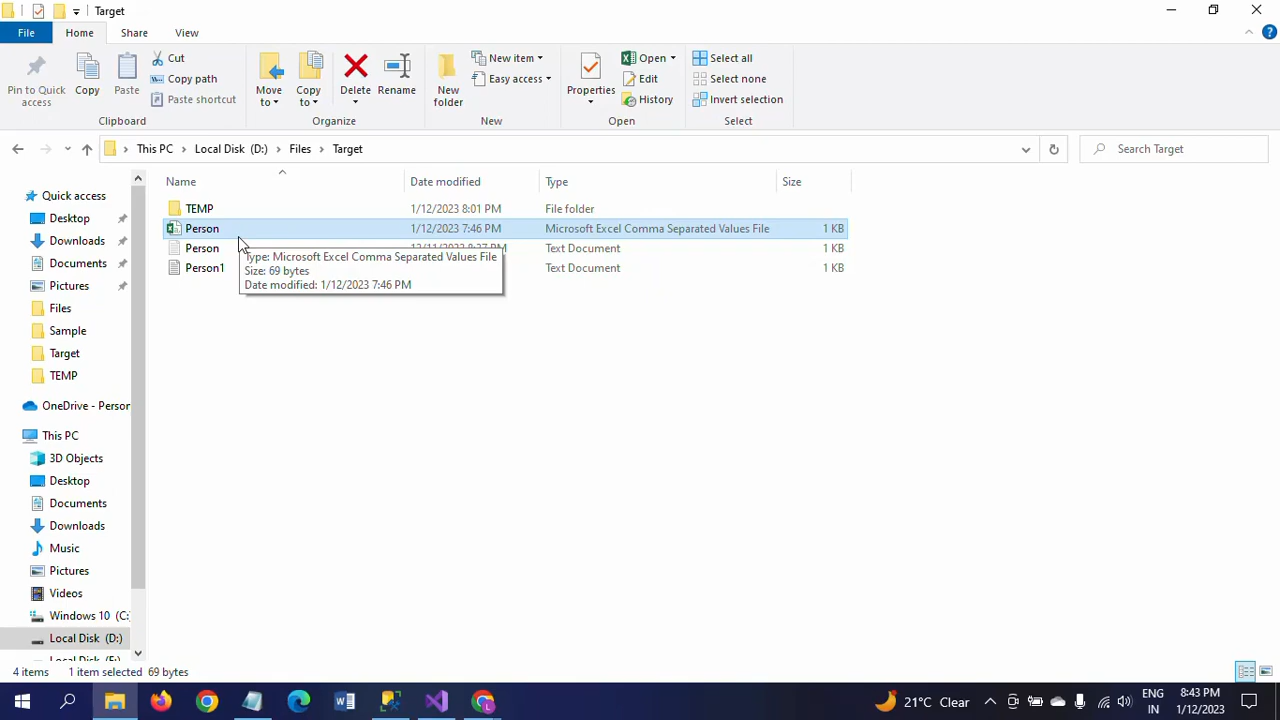 Target
File Home Share View
Pin to Quick access
Copy
Paste
Cut
Copy path
Paste shortcut
Clipboard
Move to
Copy to
Delete
Rename
Organize
New folder
New item
Easy access
New
Properties
Open
Edit
History
Open
Select all
Select none
Invert selection
Select
This PC Local Disk (D:) Files Target
Search Target
Name Date modified Type Size
TEMP 1/12/2023 8:01 PM File folder
Person 1/12/2023 7:46 PM Microsoft Excel Comma Separated Values File 1 KB
Person Text Document 1 KB
Person1 Text Document 1 KB
Type: Microsoft Excel Comma Separated Values File
Size: 69 bytes
Date modified: 1/12/2023 7:46 PM
Quick access
Desktop
Downloads
Documents
Pictures
Files
Sample
Target
TEMP
OneDrive - Person
This PC
3D Objects
Desktop
Documents
Downloads
Music
Pictures
Videos
Windows 10 (C:
Local Disk (D:)
4 items 1 item selected 69 bytes
21°C Clear
ENG
IN
8:43 PM
1/12/2023